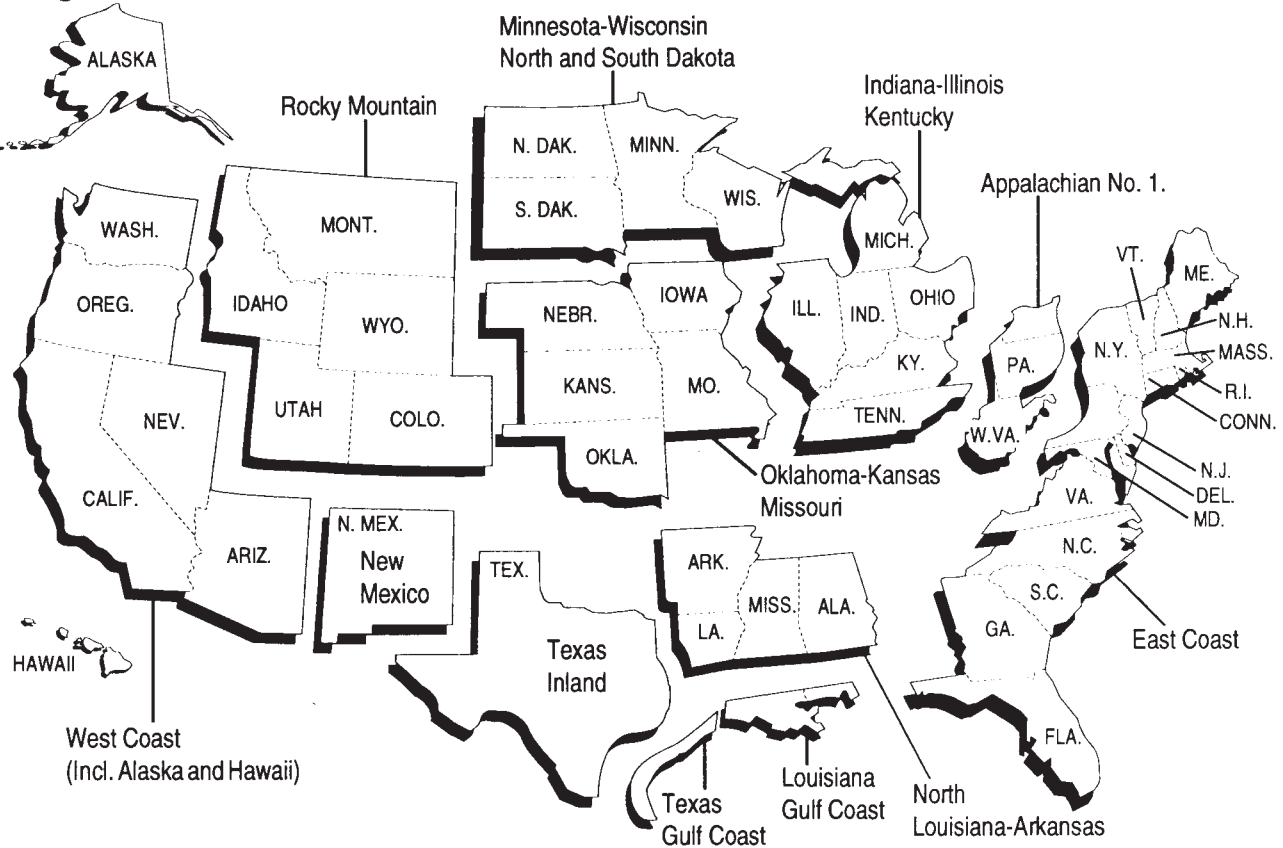 ALASKA
Minnesota-Wisconsin
North and South Dakota
Rocky Mountain
Indiana-Illinois
Kentucky
Appalachian No. 1.
WASH.
OREG.
MONT.
IDAHO
WYO.
N. DAK.
S. DAK.
MINN.
WIS.
MICH.
VT.
ME.
N.H.
MASS.
R.I.
CONN.
N.Y.
PA.
W.VA.
N.J.
DEL.
MD.
NEBR.
IOWA
ILL.
IND.
OHIO
KY.
TENN.
KANS.
MO.
OKLA.
Oklahoma-Kansas
Missouri
UTAH
COLO.
NEV.
CALIF.
ARIZ.
N. MEX.
New
Mexico
TEX.
Texas
Inland
ARK.
LA.
MISS.
ALA.
VA.
N.C.
S.C.
GA.
FLA.
East Coast
HAWAII
West Coast
(Incl. Alaska and Hawaii)
Texas
Gulf Coast
Louisiana
Gulf Coast
North
Louisiana-Arkansas